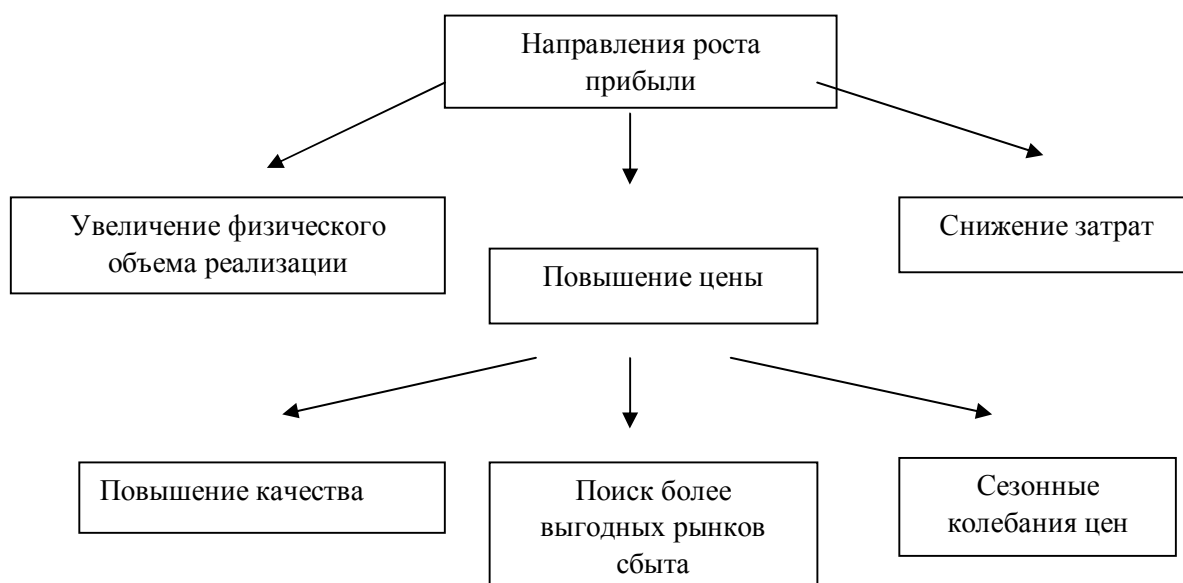 Направления роста
прибыли
Увеличение физического
объема реализации
Повышение цены
Снижение затрат
Повышение качества
Поиск более
выгодных рынков
сбыта
Сезонные
колебания цен